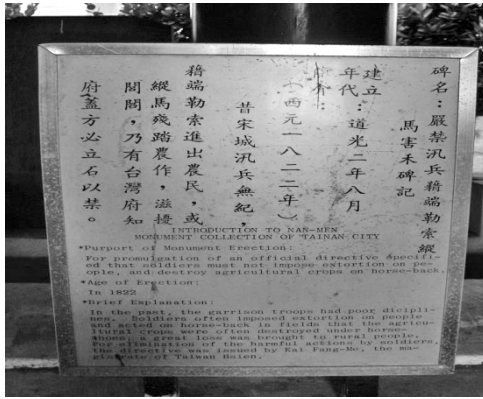 碑名：嚴禁汛兵藉端勒索縱
馬害禾碑記
建立年代：道光二年八月
（西元一八二二年）
簡介：
昔宋城汛兵無紀，
藉端勒索進出農民，或
縱馬殘踏農作，滋擾
閭閻，乃有台灣府知
府蓋方必立石以禁。
INTRODUCTION TO NAN-MEN
MONUMENT COLLECTION OF TAINAN CITY
*Purport of Monument Erection:
For promulgation of an official directive specifi-
ed that soldiers must not impose extortion on pe-
ople, and destroy agricultural crops on horse-back.
*Age of Erection:
In 1822
*Brief Explanation:
In the past, the garrison troops had poor dicipli-
nes. Soldiers often imposed extortion on people
and acted on horse-back in fields that the agricu-
ltural crops were often destroyed under horse-
shoes; a great loss was brought to rural people.
For elimination of the harmful actions by soldiers,
the directive was issued by Kai Fang-Mo, the ma-
gistrate of Taiwan Hsien.